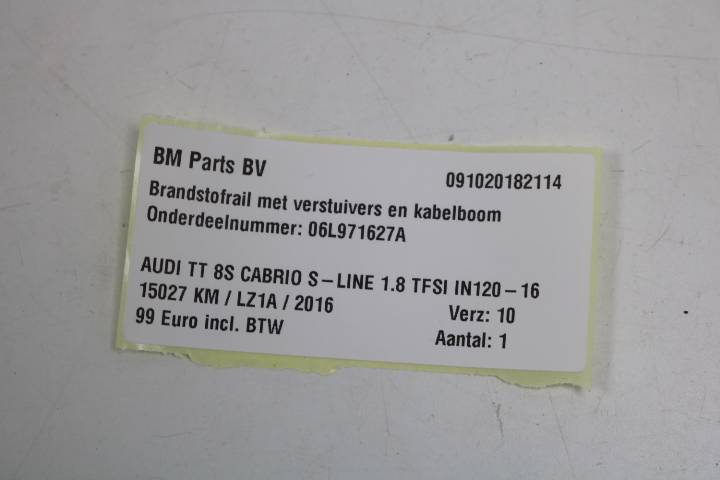 BM Parts BV 091020182114
Brandstofrail met verstuivers en kabelboom
Onderdeelnummer: 06L971627A
AUDI TT 8S CABRIO S-LINE 1.8 TFSI IN120-16
15027 KM / LZ1A / 2016 Verz: 10
99 Euro incl. BTW Aantal: 1